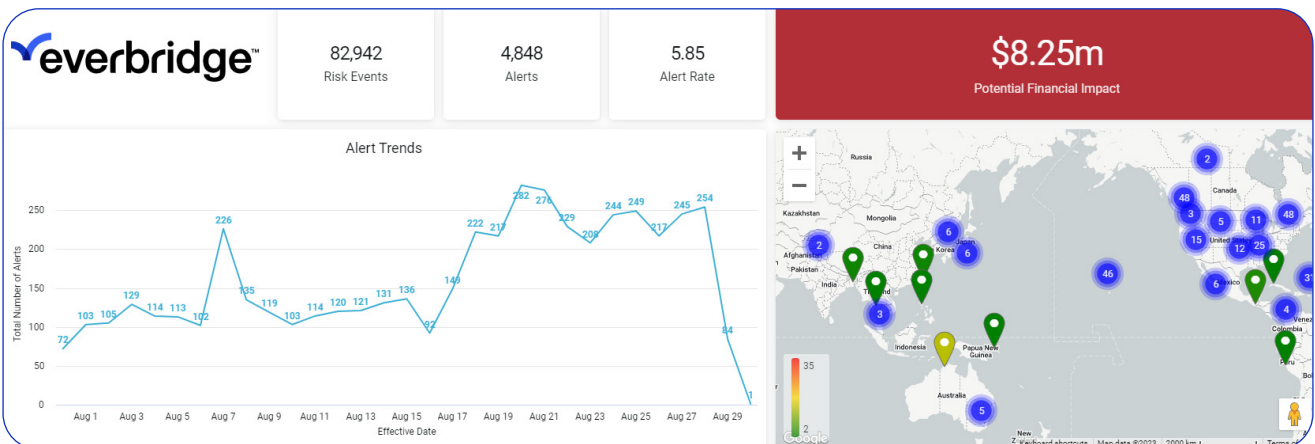 everbridge™
82,942
Risk Events
4,848
Alerts
5.85
Alert Rate
$8.25m
Potential Financial Impact
Alert Trends
Total Number of Alerts
250
200
150
100
50
0
72
103
105
129
114
113
102
226
135
119
103
114
120
121
131
136
92
149
222
217
282
276
229
208
244
249
217
245
254
84
1
Aug 1
Aug 3
Aug 5
Aug 7
Aug 9
Aug 11
Aug 13
Aug 15
Aug 17
Aug 19
Aug 21
Aug 23
Aug 25
Aug 27
Aug 29
Effective Date
+
−
Russia
2
Canada
Kazakhstan
Mongolia
48
3
5
11
48
2
China
6
Korea
Japan
6
15
United States
12
25
Afghanistan
Pakistan
India
46
6
Mexico
31
3
4
Colombia
Indonesia
Papua New
Guinea
Peru
35
2
Australia
5
New
Google
Keyboard shortcuts
Map data ©2023
2000 km